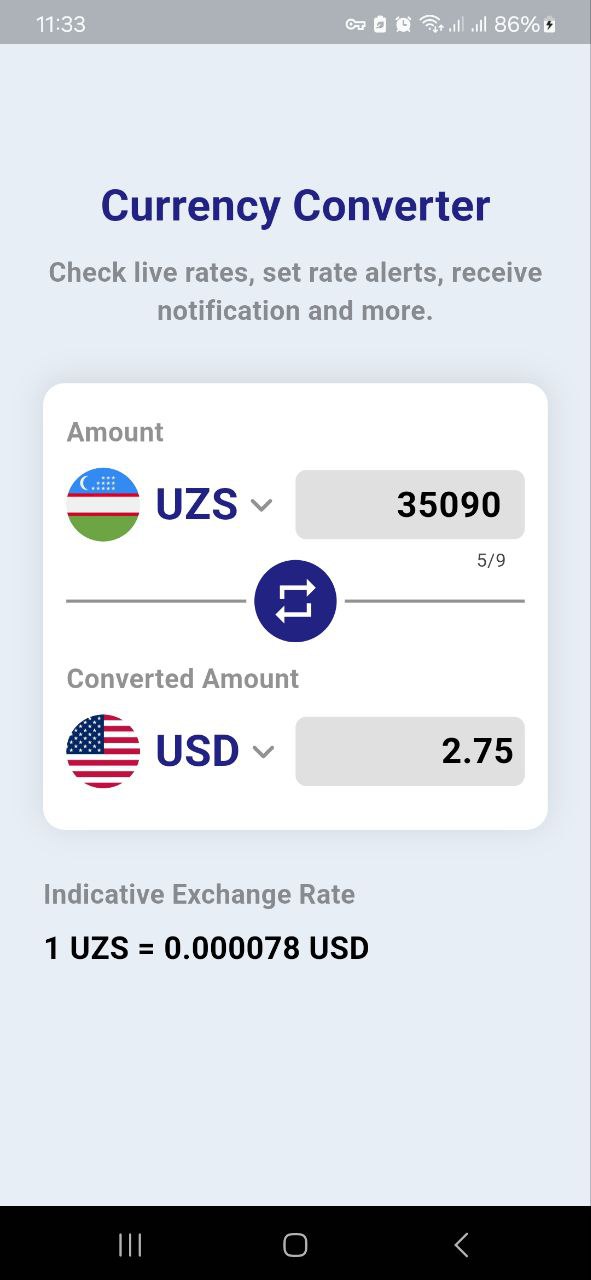 11:33
86%
Currency Converter
Check live rates, set rate alerts, receive
notification and more.
Amount
UZS
35090
5/9
Converted Amount
USD
2.75
Indicative Exchange Rate
1 UZS = 0.000078 USD